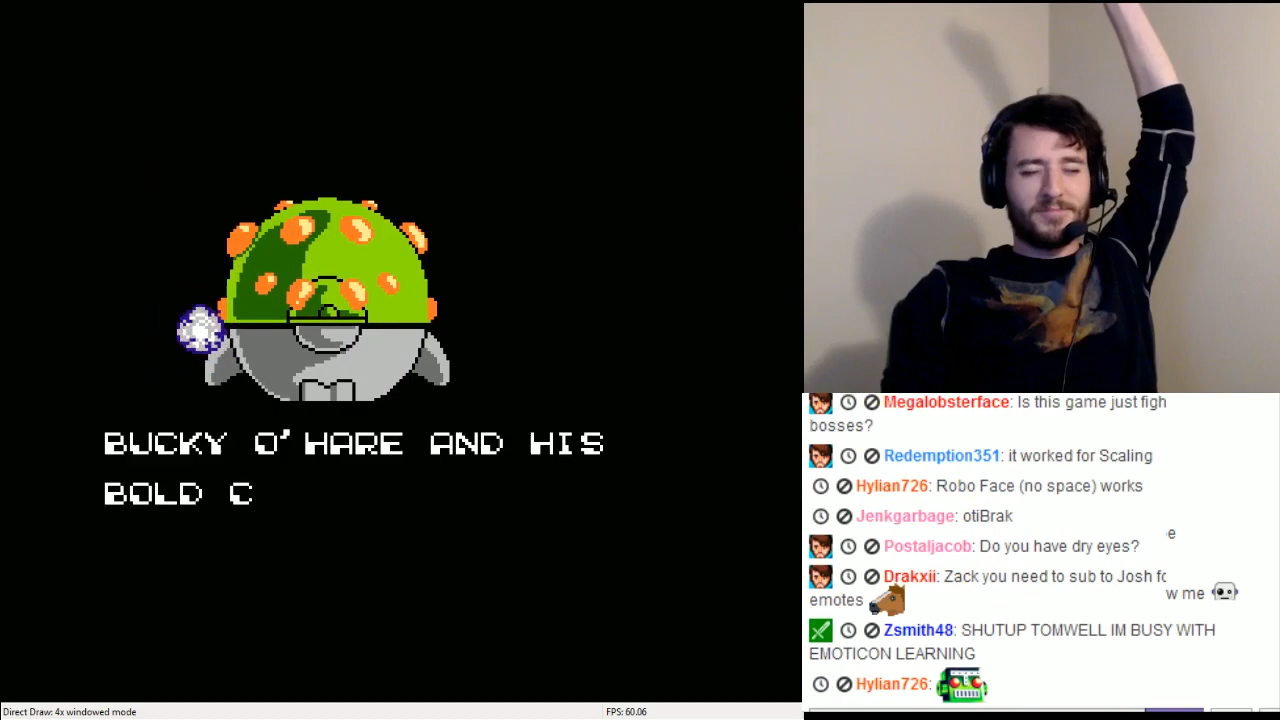 BUCKY O'HARE AND HIS
BOLD C
Direct Draw: 4x windowed mode
FPS: 60.06
Megalobsterface: Is this game just figh
bosses?
Redemption351: it worked for Scaling
Hylian726: Robo Face (no space) works
Jenkgarbage: otiBrak
e
Postaljacob: Do you have dry eyes?
Drakxii: Zack you need to sub to Josh fo
w me
emotes
Zsmith48: SHUTUP TOMWELL IM BUSY WITH
EMOTICON LEARNING
Hylian726: